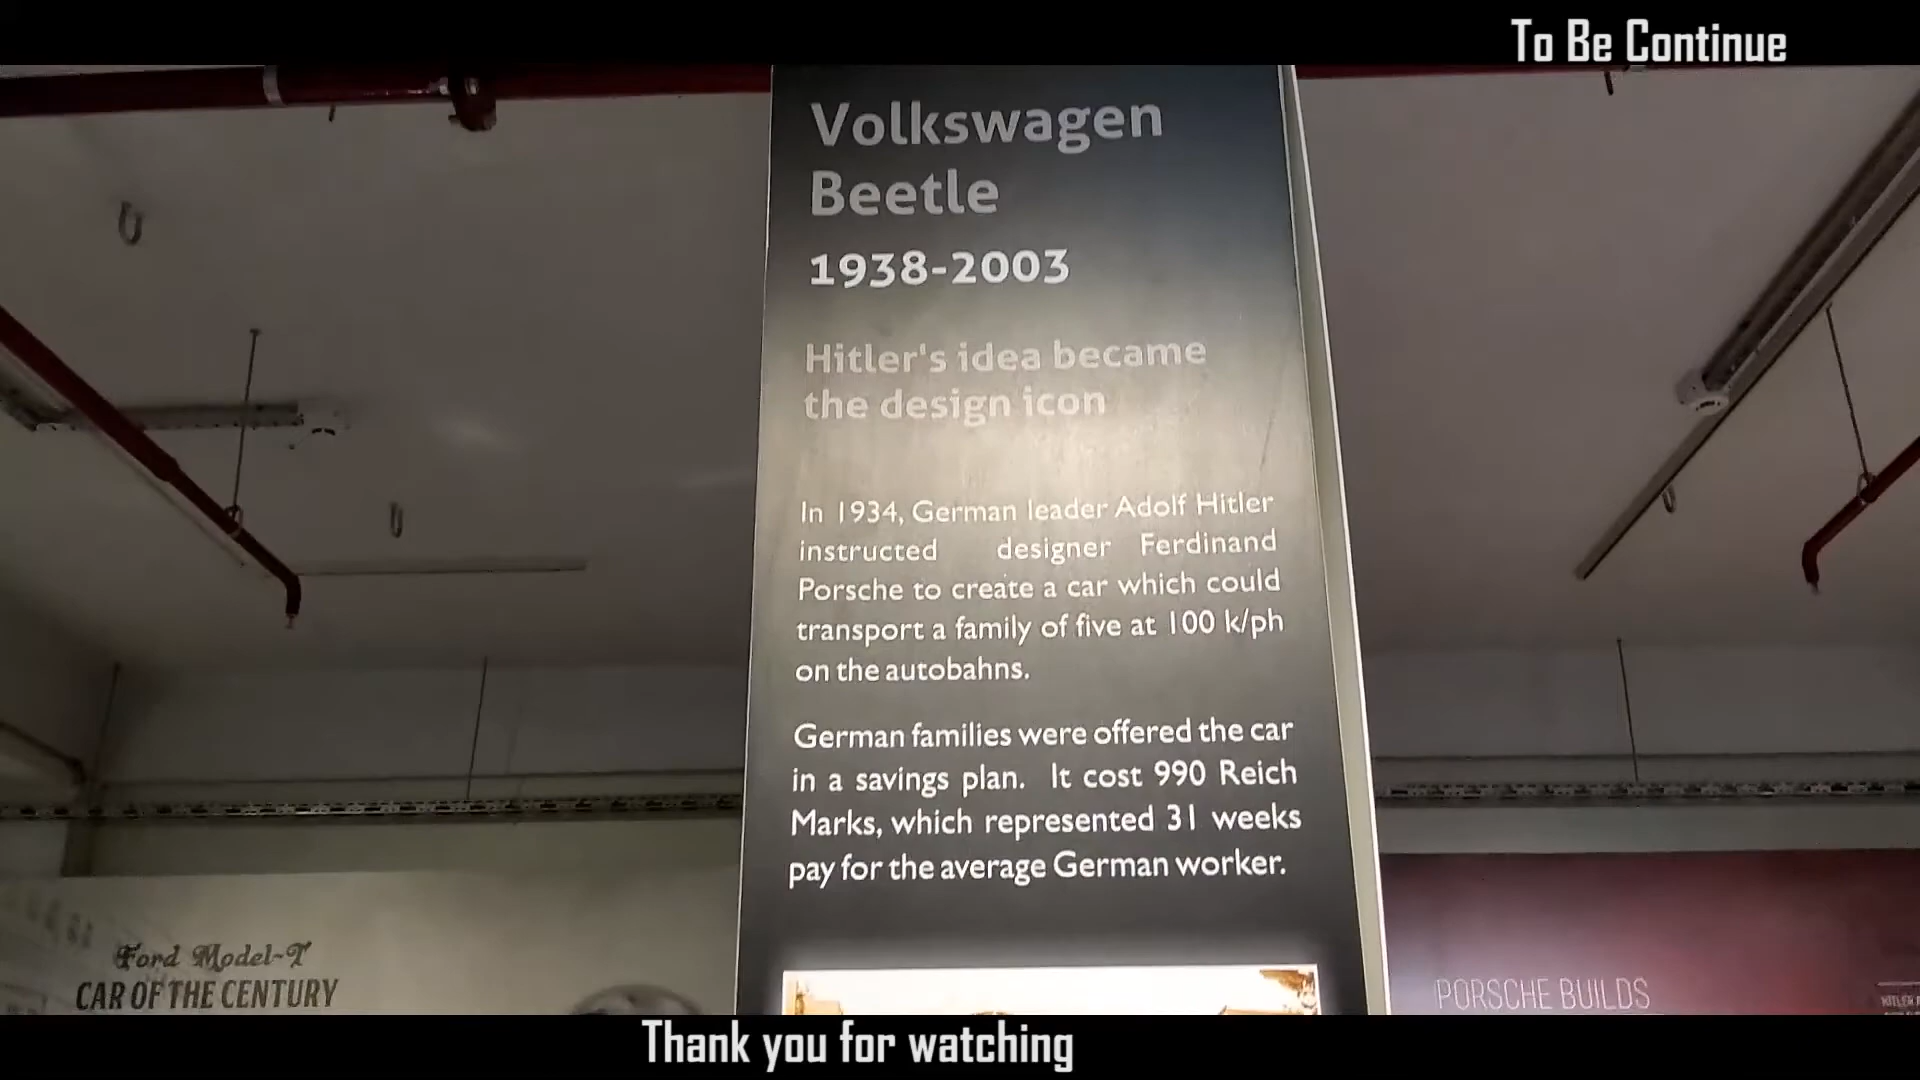 To Be Continue
Volkswagen
Beetle
1938-2003
Hitler's idea became
the design icon
In 1934, German leader Adolf Hitler
instructed designer Ferdinand
Porsche to create a car which could
transport a family of five at 100 k/ph
on the autobahns.
German families were offered the car
in a savings plan. It cost 990 Reich
Marks, which represented 31 weeks
pay for the average German worker.
Ford Model-T
CAR OF THE CENTURY
PORSCHE BUILDS
Thank you for watching